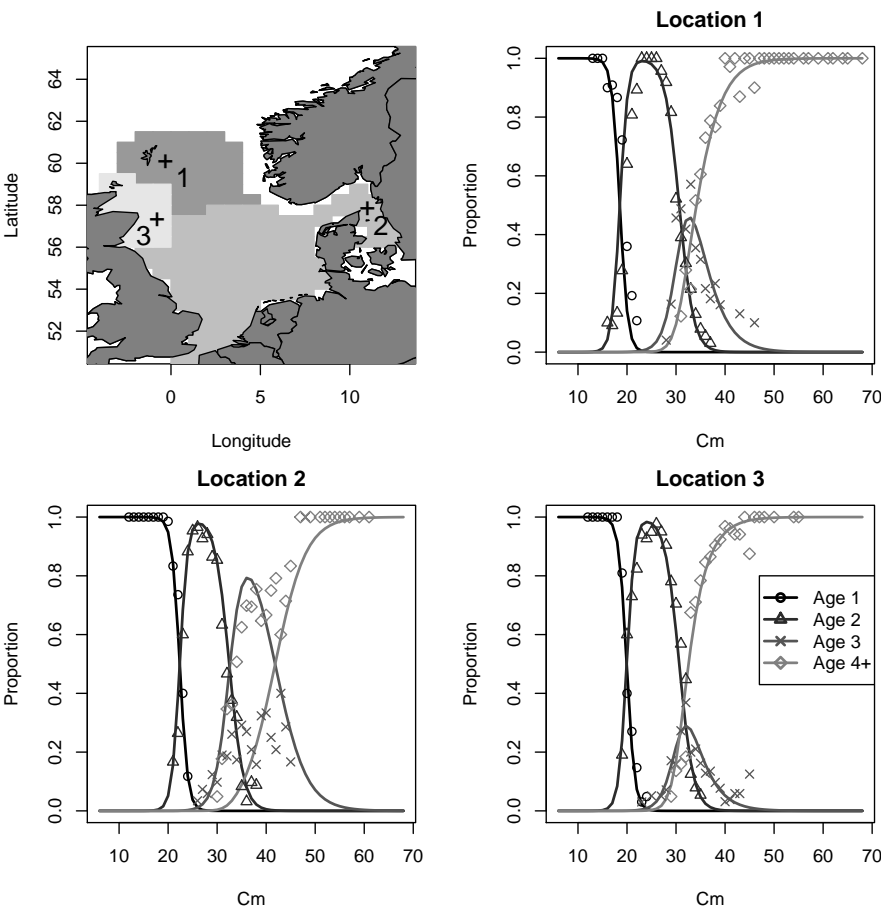 Location 1
64
62
60
58
56
54
52
Latitude
0
5
10
Longitude
1
2
3
1.0
0.8
0.6
0.4
0.2
0.0
Proportion
10 20 30 40 50 60 70
Cm
Location 2
1.0
0.8
0.6
0.4
0.2
0.0
Proportion
10 20 30 40 50 60 70
Cm
Location 3
1.0
0.8
0.6
0.4
0.2
0.0
Proportion
10 20 30 40 50 60 70
Cm
Age 1
Age 2
Age 3
Age 4+